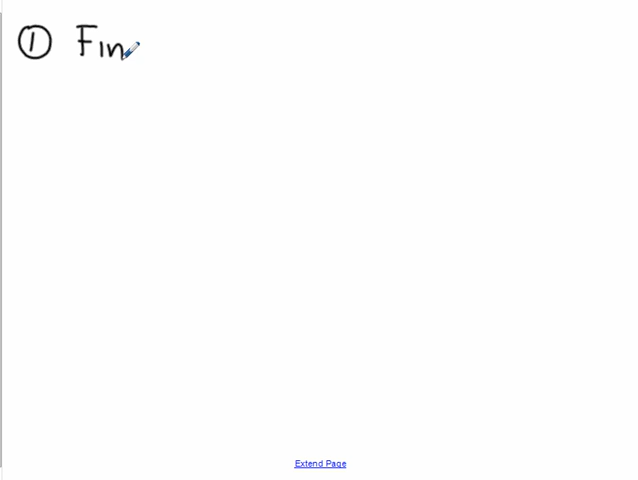 ① Fin
Extend Page